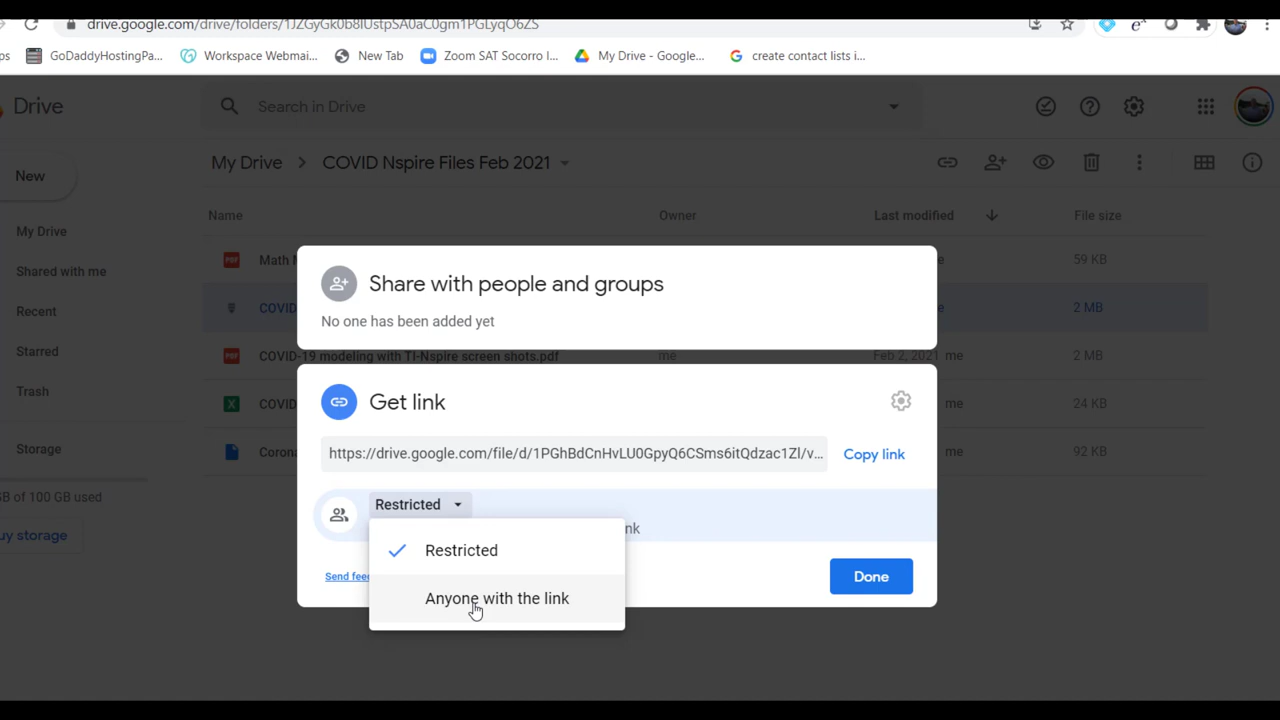 drive.google.com/drive/folders/1JZGyGk0b8lUstpSA0aC0gm1PGLyqO6ZS
ps GoDaddyHostingPa... Workspace Webmai... New Tab Zoom SAT Socorro I... My Drive - Google... create contact lists i...
Drive Search in Drive
My Drive > COVID Nspire Files Feb 2021
New
Name Owner Last modified File size
My Drive
Math 59 KB
Shared with me
Share with people and groups
No one has been added yet
COVID e 2 MB
Recent
Starred
COVID-19 modeling with TI-Nspire screen shots.pdf me Feb 2, 2021 me 2 MB
Trash
Get link
COVID me 24 KB
Storage
https://drive.google.com/file/d/1PGhBdCnHvLU0GpyQ6CSms6itQdzac1Zl/v... Copy link
Corona me 92 KB
GB of 100 GB used
Restricted
nk
uy storage
Restricted
Send feed
Done
Anyone with the link